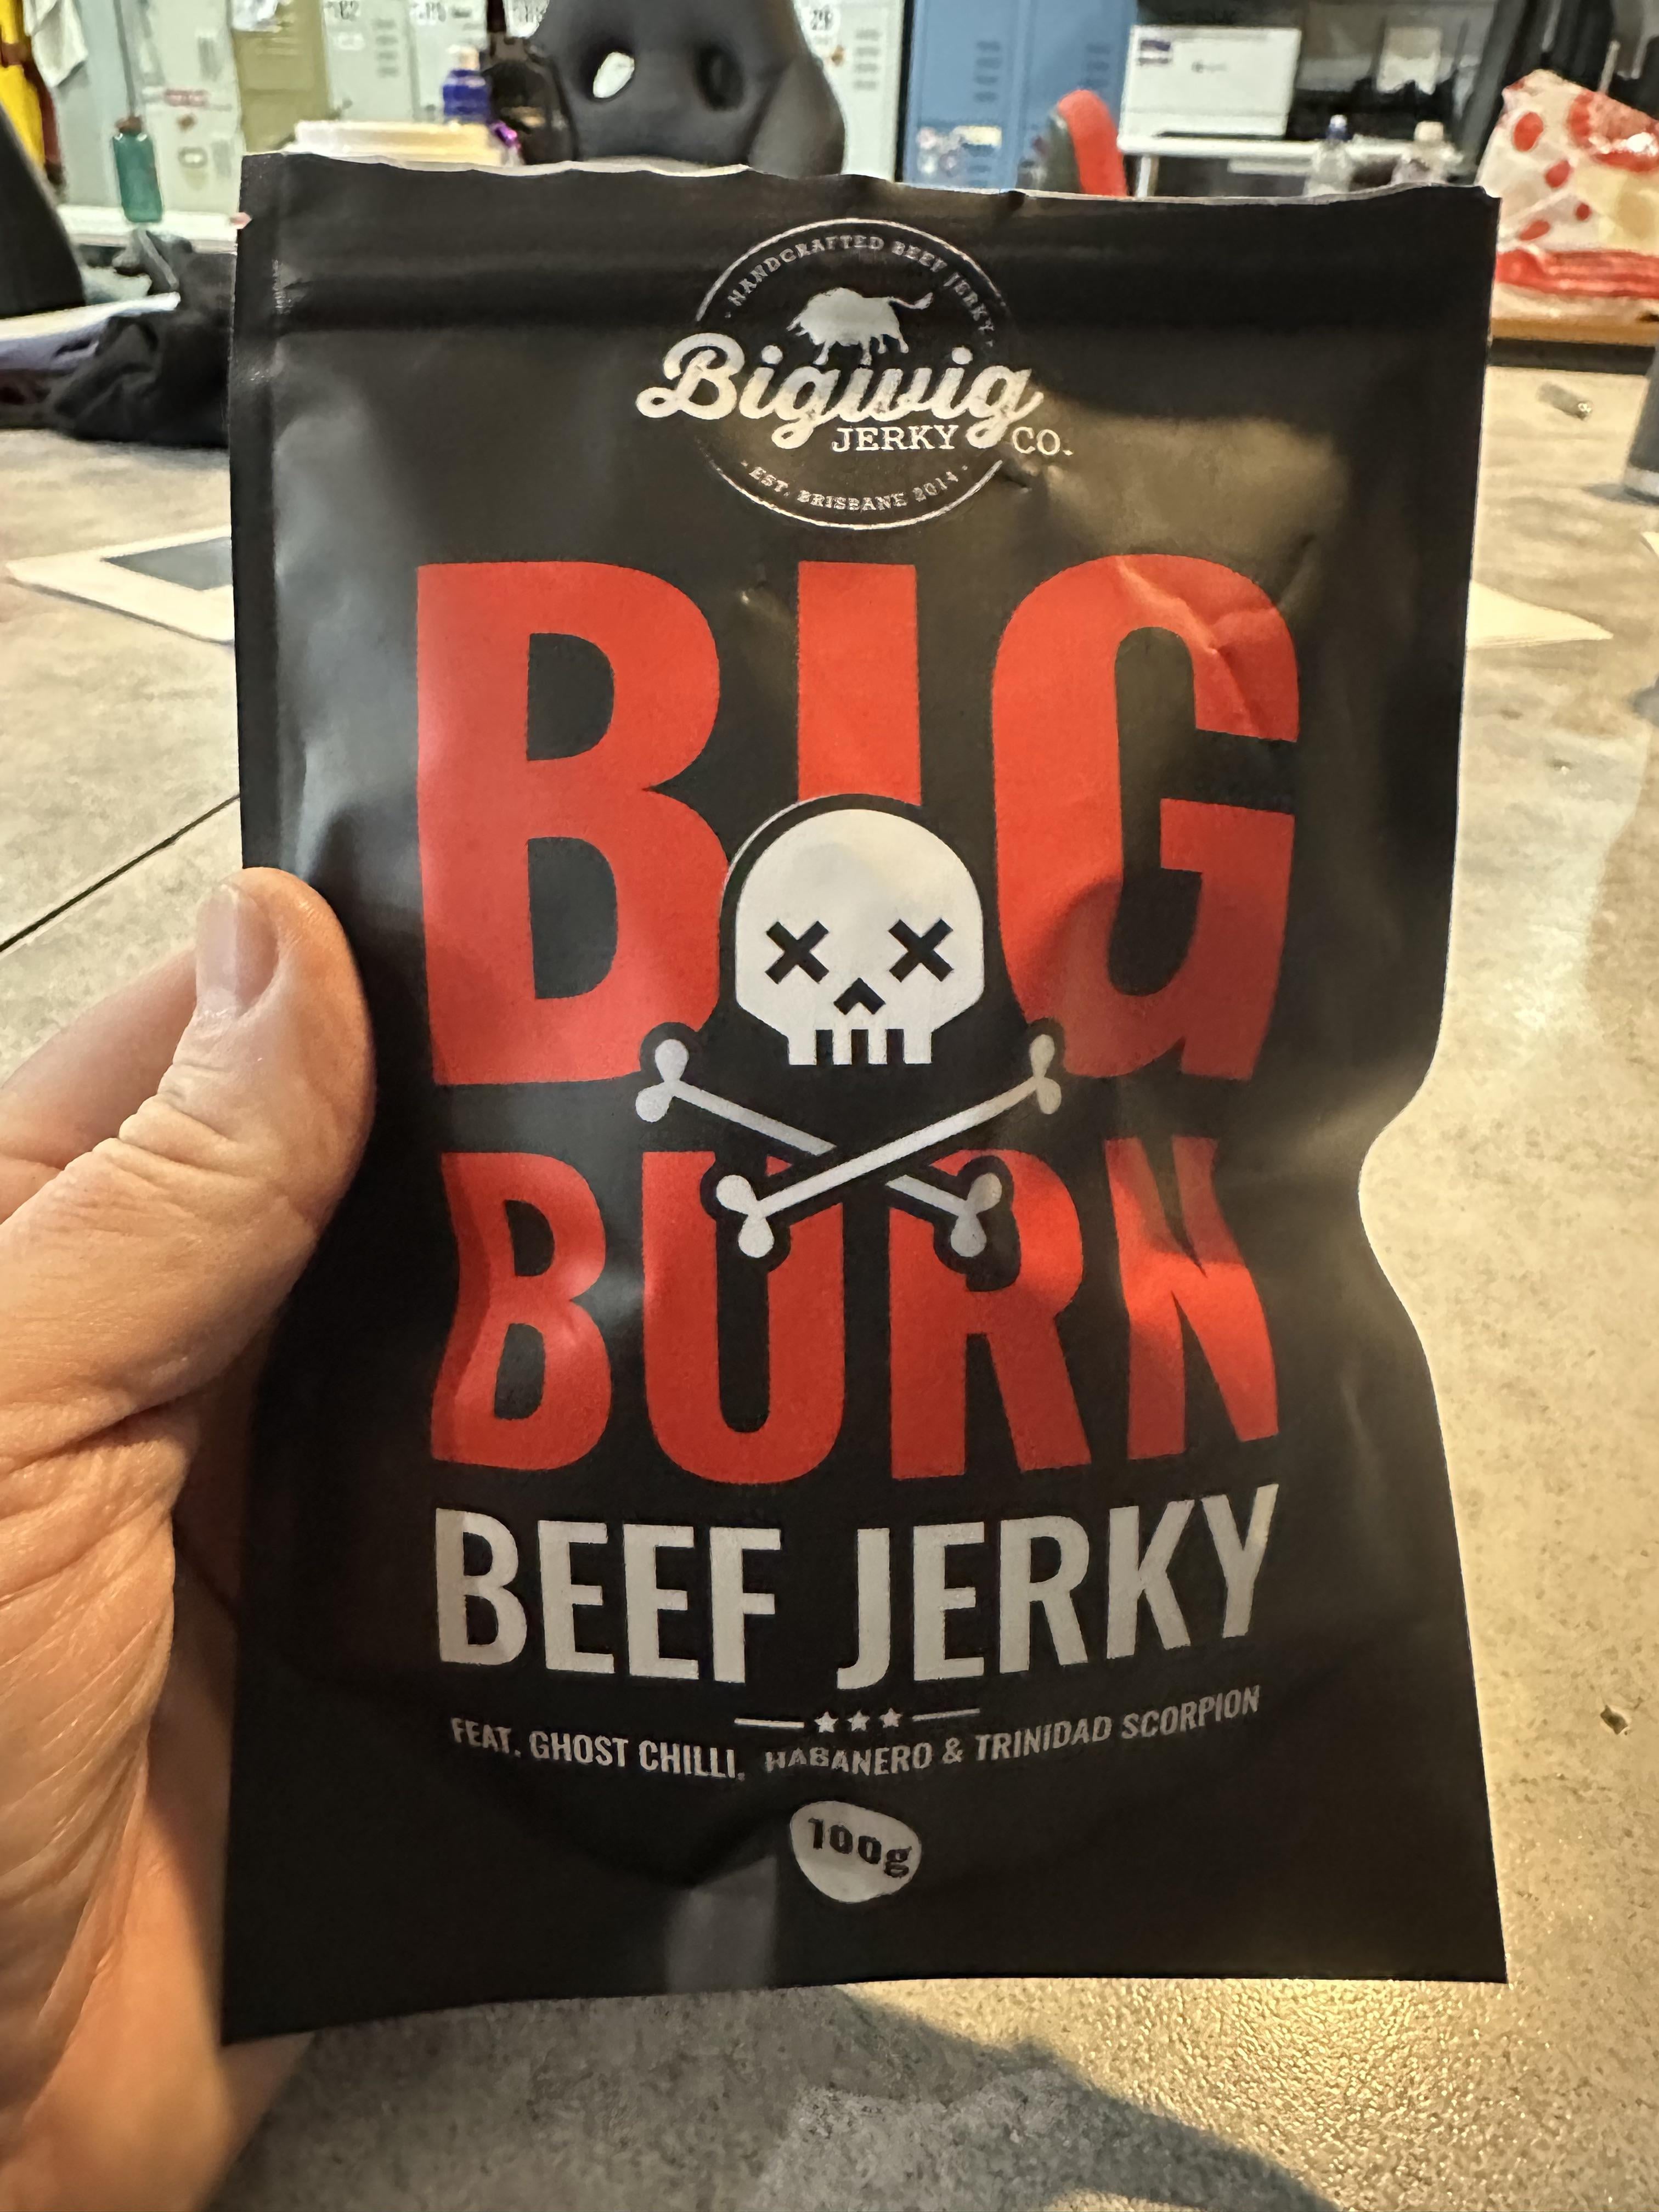 · HANDCRAFTED BEEF JERKY ·
Bigwig
JERKY CO.
· EST. BRISBANE 2014 ·
BIG
BURN
BEEF JERKY
FEAT. GHOST CHILLI, HABANERO & TRINIDAD SCORPION
100g